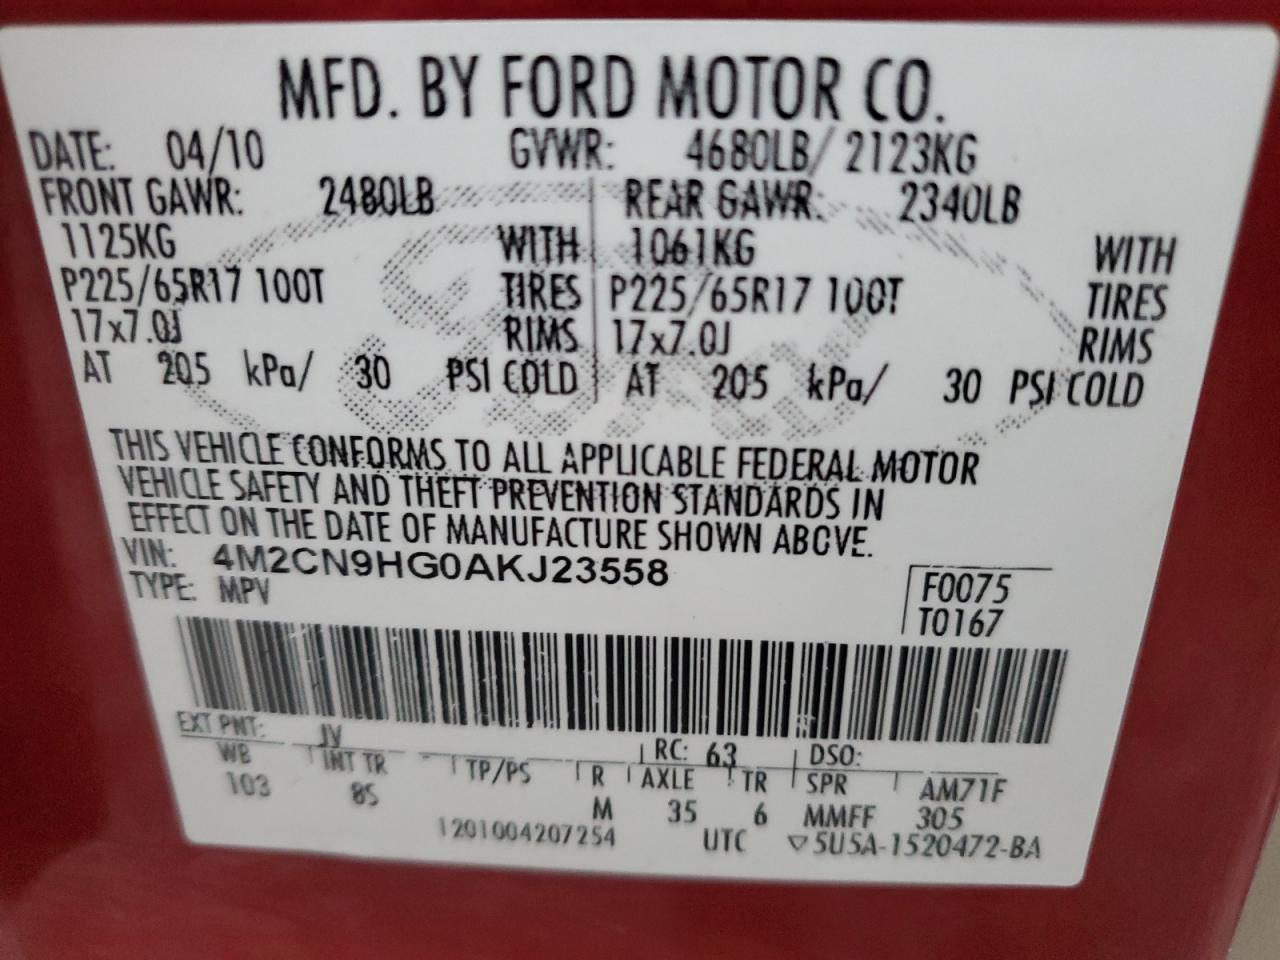 MFD. BY FORD MOTOR CO.
DATE: 04/10 GVWR: 4680LB/ 2123KG
FRONT GAWR: 2480LB REAR GAWR: 2340LB
1125KG WITH 1061KG WITH
P225/65R17 100T TIRES P225/65R17 100T TIRES
17x7.0J RIMS 17x7.0J RIMS
AT 205 kPa/ 30 PSI COLD AT 205 kPa/ 30 PSI COLD
THIS VEHICLE CONFORMS TO ALL APPLICABLE FEDERAL MOTOR
VEHICLE SAFETY AND THEFT PREVENTION STANDARDS IN
EFFECT ON THE DATE OF MANUFACTURE SHOWN ABOVE.
VIN: 4M2CN9HG0AKJ23558
TYPE: MPV
F0075
T0167
EXT PNT: JV RC: 63 DSO:
WB INT TR TP/PS R AXLE TR SPR AM71F
103 8S M 35 6 MMFF 305
1201004207254 UTC ▽5U5A-1520472-BA